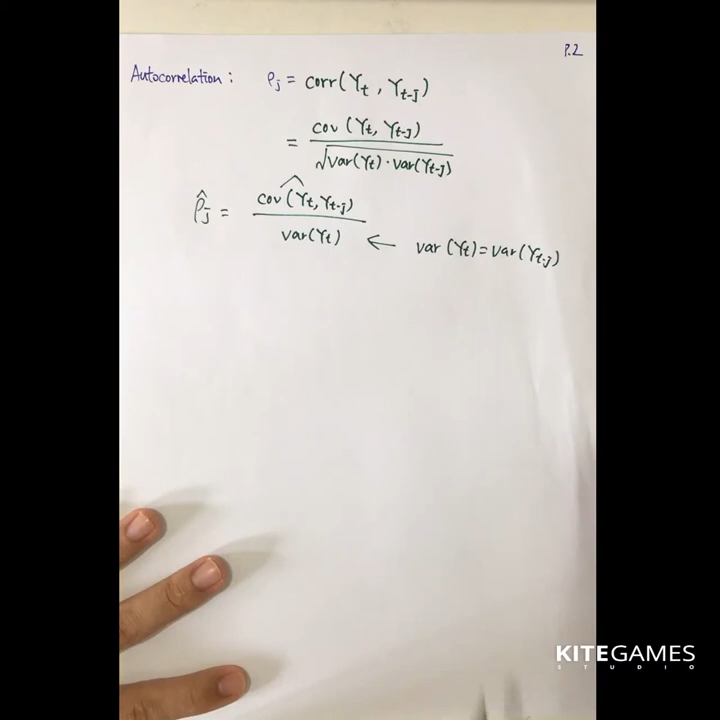 P.2
Autocorrelation : ρj = corr(Yt , Yt-j)
= cov (Yt, Yt-j) / √var(Yt) · var(Yt-j)
ρ̂j = cov^(Yt, Yt-j) / var(Yt) ← var (Yt) = var(Yt-j)
KITEGAMES
STUDIO